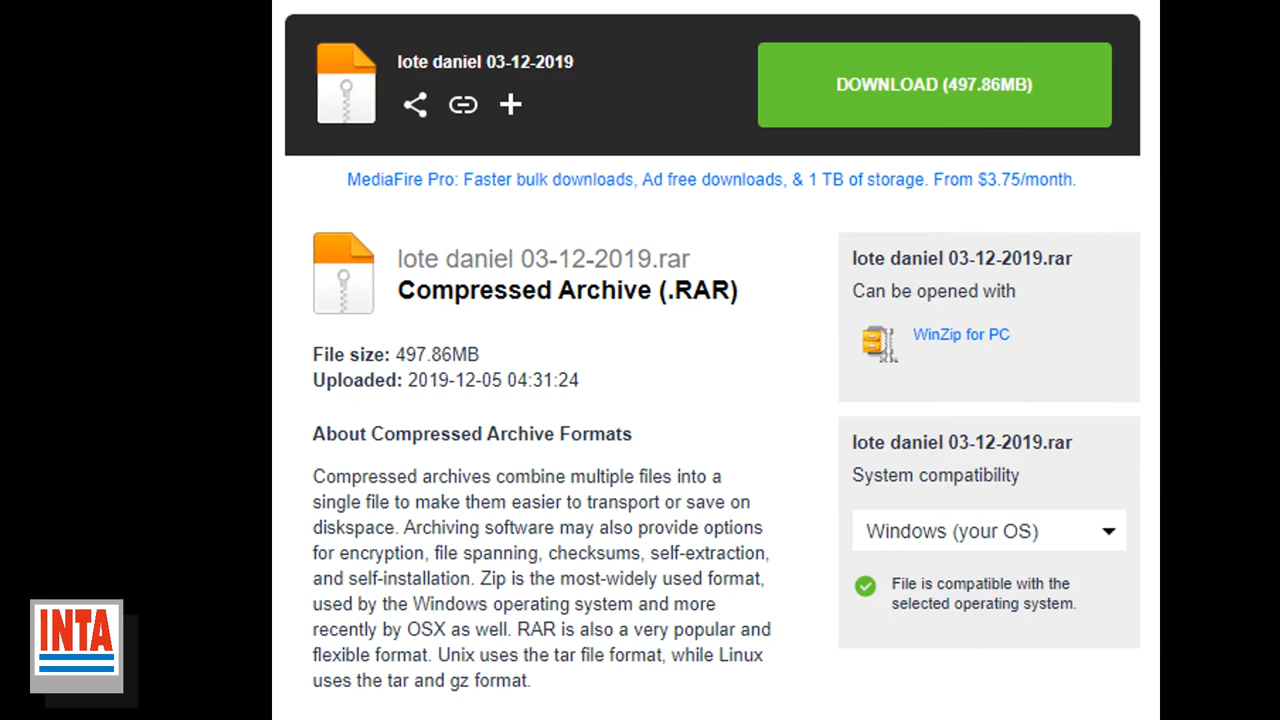 lote daniel 03-12-2019
DOWNLOAD (497.86MB)
MediaFire Pro: Faster bulk downloads, Ad free downloads, & 1 TB of storage. From $3.75/month.
lote daniel 03-12-2019.rar
Compressed Archive (.RAR)
File size: 497.86MB
Uploaded: 2019-12-05 04:31:24
About Compressed Archive Formats
Compressed archives combine multiple files into a
single file to make them easier to transport or save on
diskspace. Archiving software may also provide options
for encryption, file spanning, checksums, self-extraction,
and self-installation. Zip is the most-widely used format,
used by the Windows operating system and more
recently by OSX as well. RAR is also a very popular and
flexible format. Unix uses the tar file format, while Linux
uses the tar and gz format.
lote daniel 03-12-2019.rar
Can be opened with
WinZip for PC
lote daniel 03-12-2019.rar
System compatibility
Windows (your OS)
File is compatible with the
selected operating system.
INTA